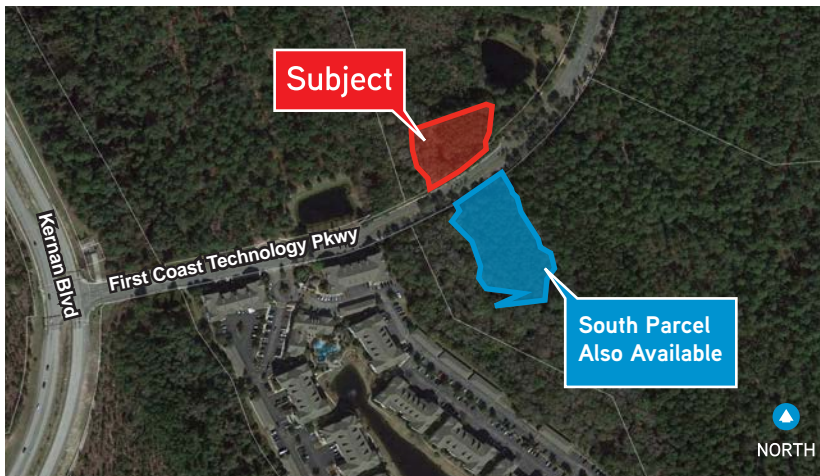 Subject
Kernan Blvd
First Coast Technology Pkwy
South Parcel
Also Available
NORTH